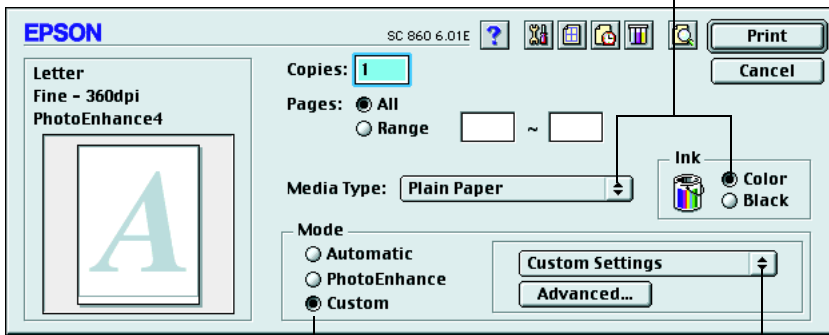 EPSON
SC 860 6.01E
?
Print
Cancel
Letter
Fine - 360dpi
PhotoEnhance4
A
Copies: 1
Pages: All
Range ~
Media Type: Plain Paper
Ink
Color
Black
Mode
Automatic
PhotoEnhance
Custom
Custom Settings
Advanced...